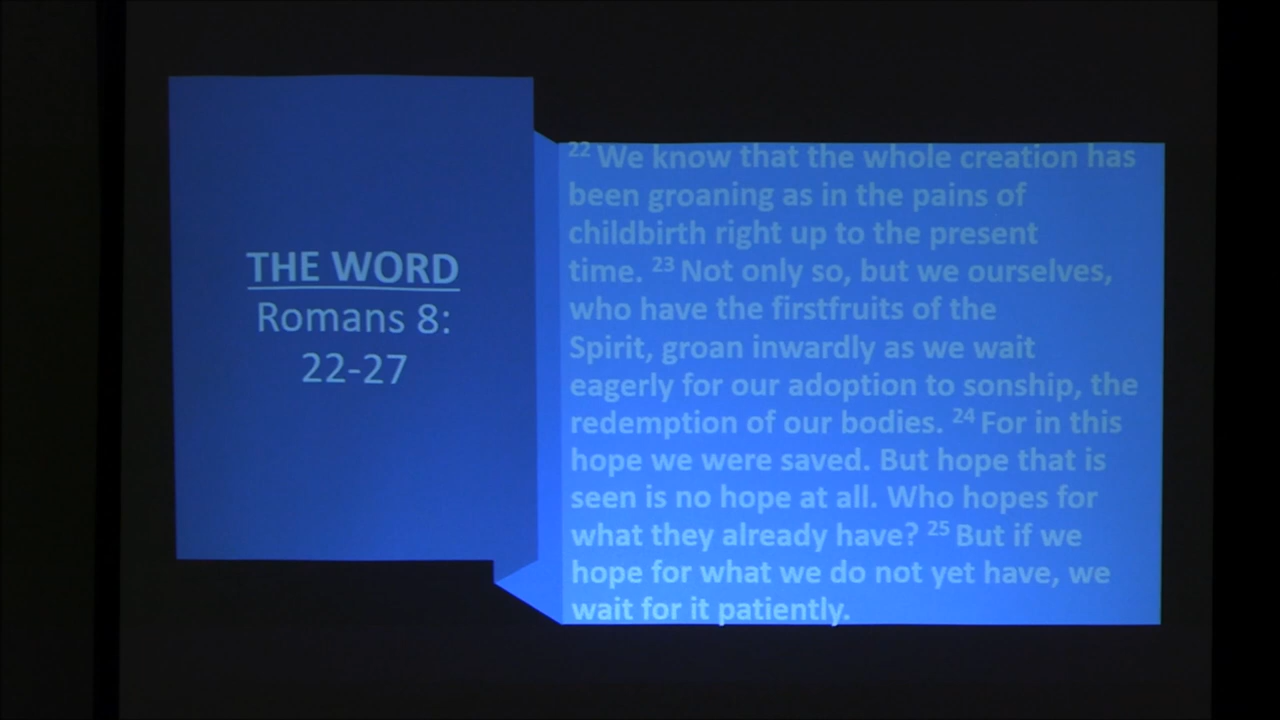 THE WORD
Romans 8:
22-27
22 We know that the whole creation has
been groaning as in the pains of
childbirth right up to the present
time. 23 Not only so, but we ourselves,
who have the firstfruits of the
Spirit, groan inwardly as we wait
eagerly for our adoption to sonship, the
redemption of our bodies. 24 For in this
hope we were saved. But hope that is
seen is no hope at all. Who hopes for
what they already have? 25 But if we
hope for what we do not yet have, we
wait for it patiently.